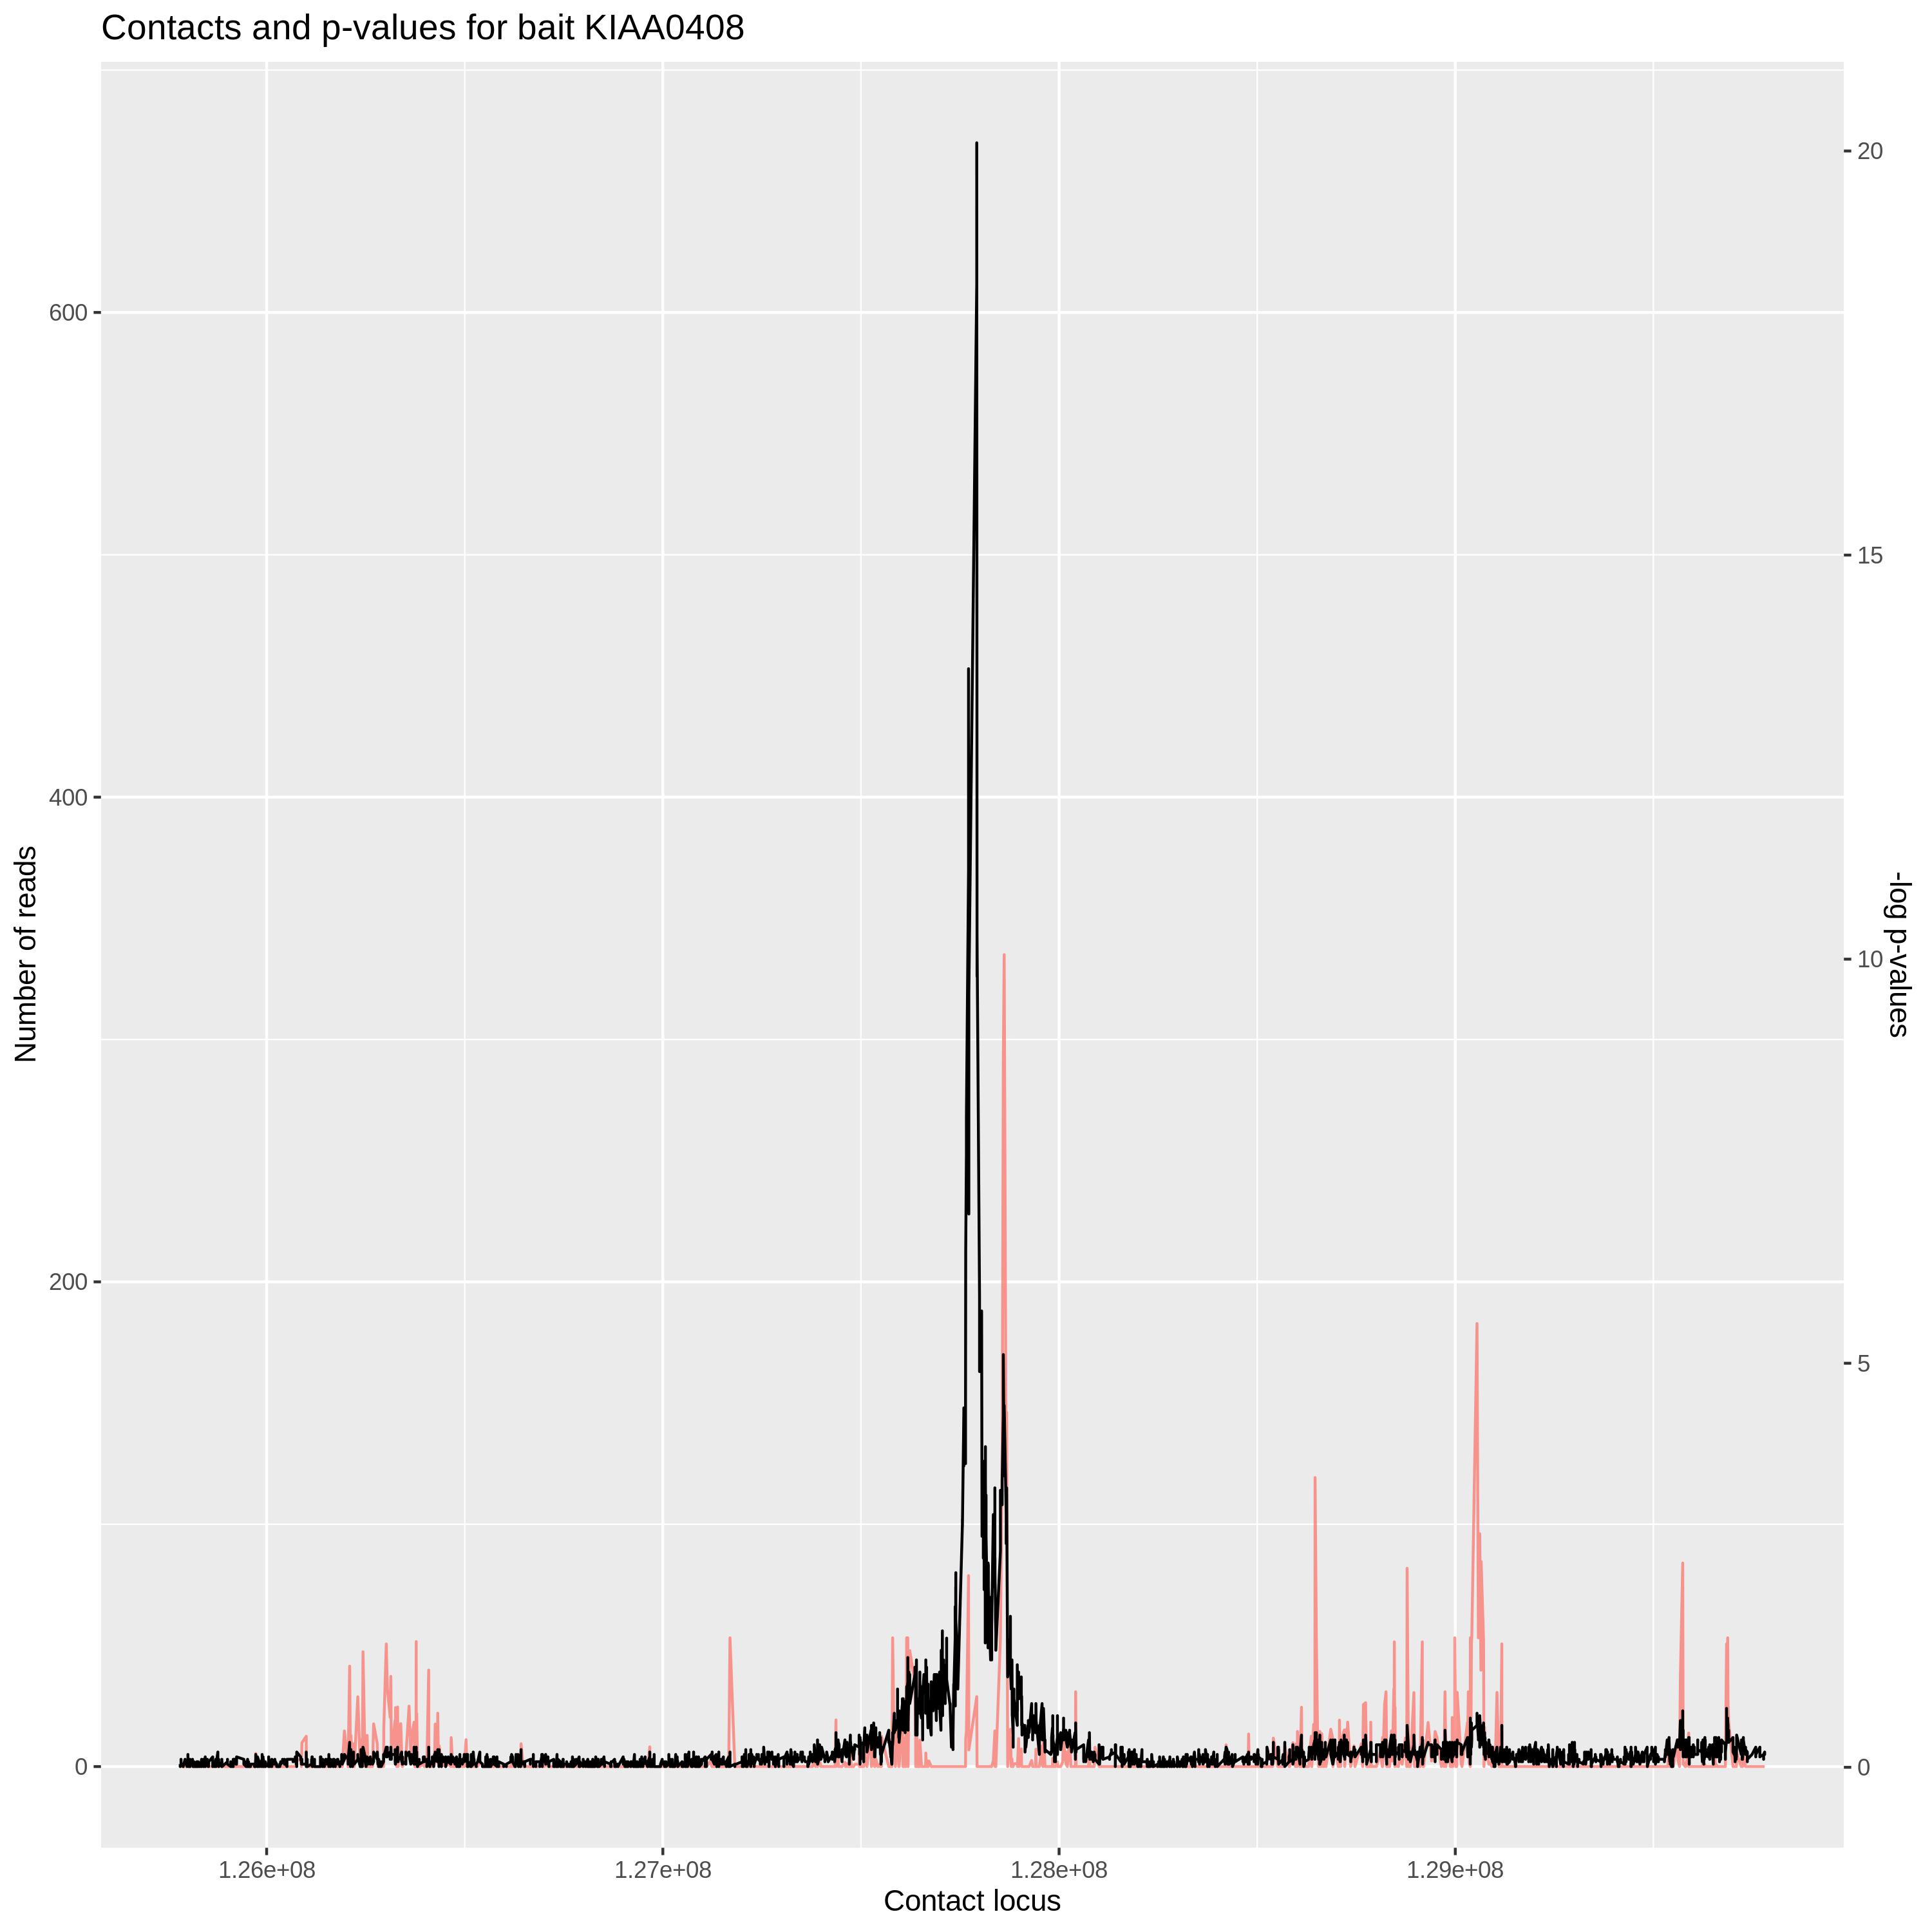 Contacts and p-values for bait KIAA0408
Number of reads
600
400
200
0
20
15
10
5
0
-log p-values
1.26e+08
1.27e+08
1.28e+08
1.29e+08
Contact locus